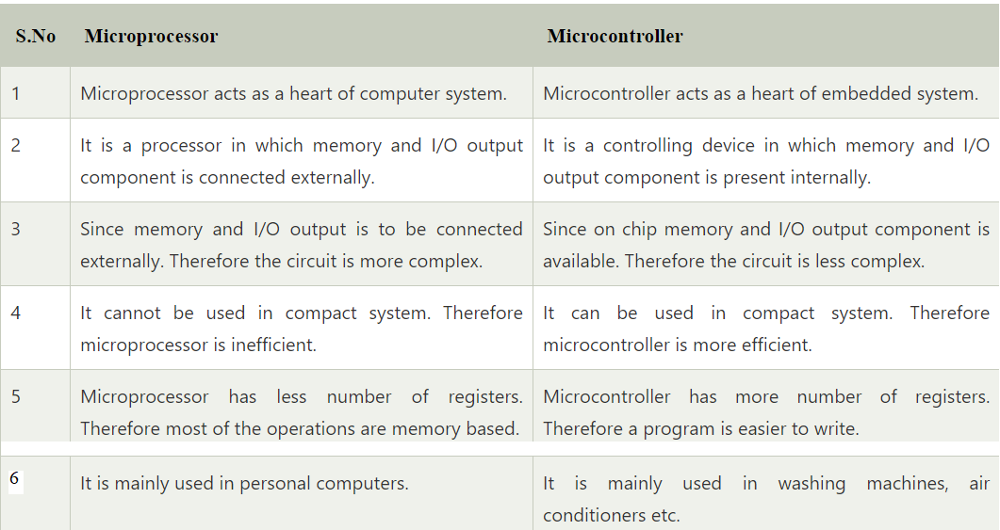 S.No Microprocessor Microcontroller
1 Microprocessor acts as a heart of computer system. Microcontroller acts as a heart of embedded system.
2 It is a processor in which memory and I/O output It is a controlling device in which memory and I/O
component is connected externally. output component is present internally.
3 Since memory and I/O output is to be connected Since on chip memory and I/O output component is
externally. Therefore the circuit is more complex. available. Therefore the circuit is less complex.
4 It cannot be used in compact system. Therefore It can be used in compact system. Therefore
microprocessor is inefficient. microcontroller is more efficient.
5 Microprocessor has less number of registers. Microcontroller has more number of registers.
Therefore most of the operations are memory based. Therefore a program is easier to write.
6 It is mainly used in personal computers. It is mainly used in washing machines, air
conditioners etc.